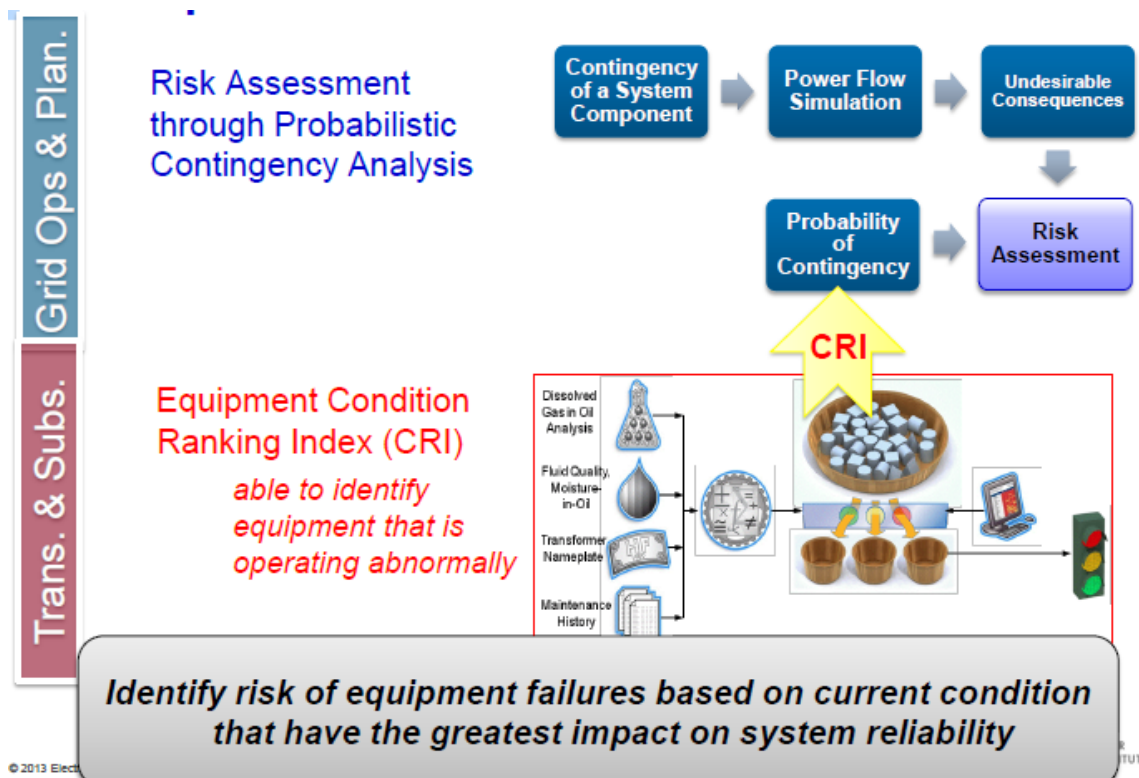 Grid Ops & Plan.
Risk Assessment
through Probabilistic
Contingency Analysis
Contingency
of a System
Component
Power Flow
Simulation
Undesirable
Consequences
Probability
of
Contingency
Risk
Assessment
Trans. & Subs.
Equipment Condition
Ranking Index (CRI)
able to identify
equipment that is
operating abnormally
CRI
Dissolved
Gas in Oil
Analysis
Fluid Quality,
Moisture-
in-Oil
Transformer
Nameplate
Maintenance
History
Identify risk of equipment failures based on current condition
that have the greatest impact on system reliability
© 2013